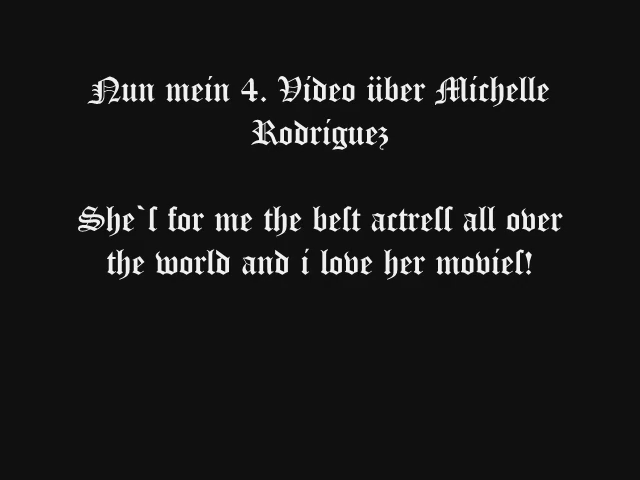 Nun mein 4. Video über Michelle
Rodriguez
She`ſ for me the beſt actreſſ all over
the world and i love her movieſ!